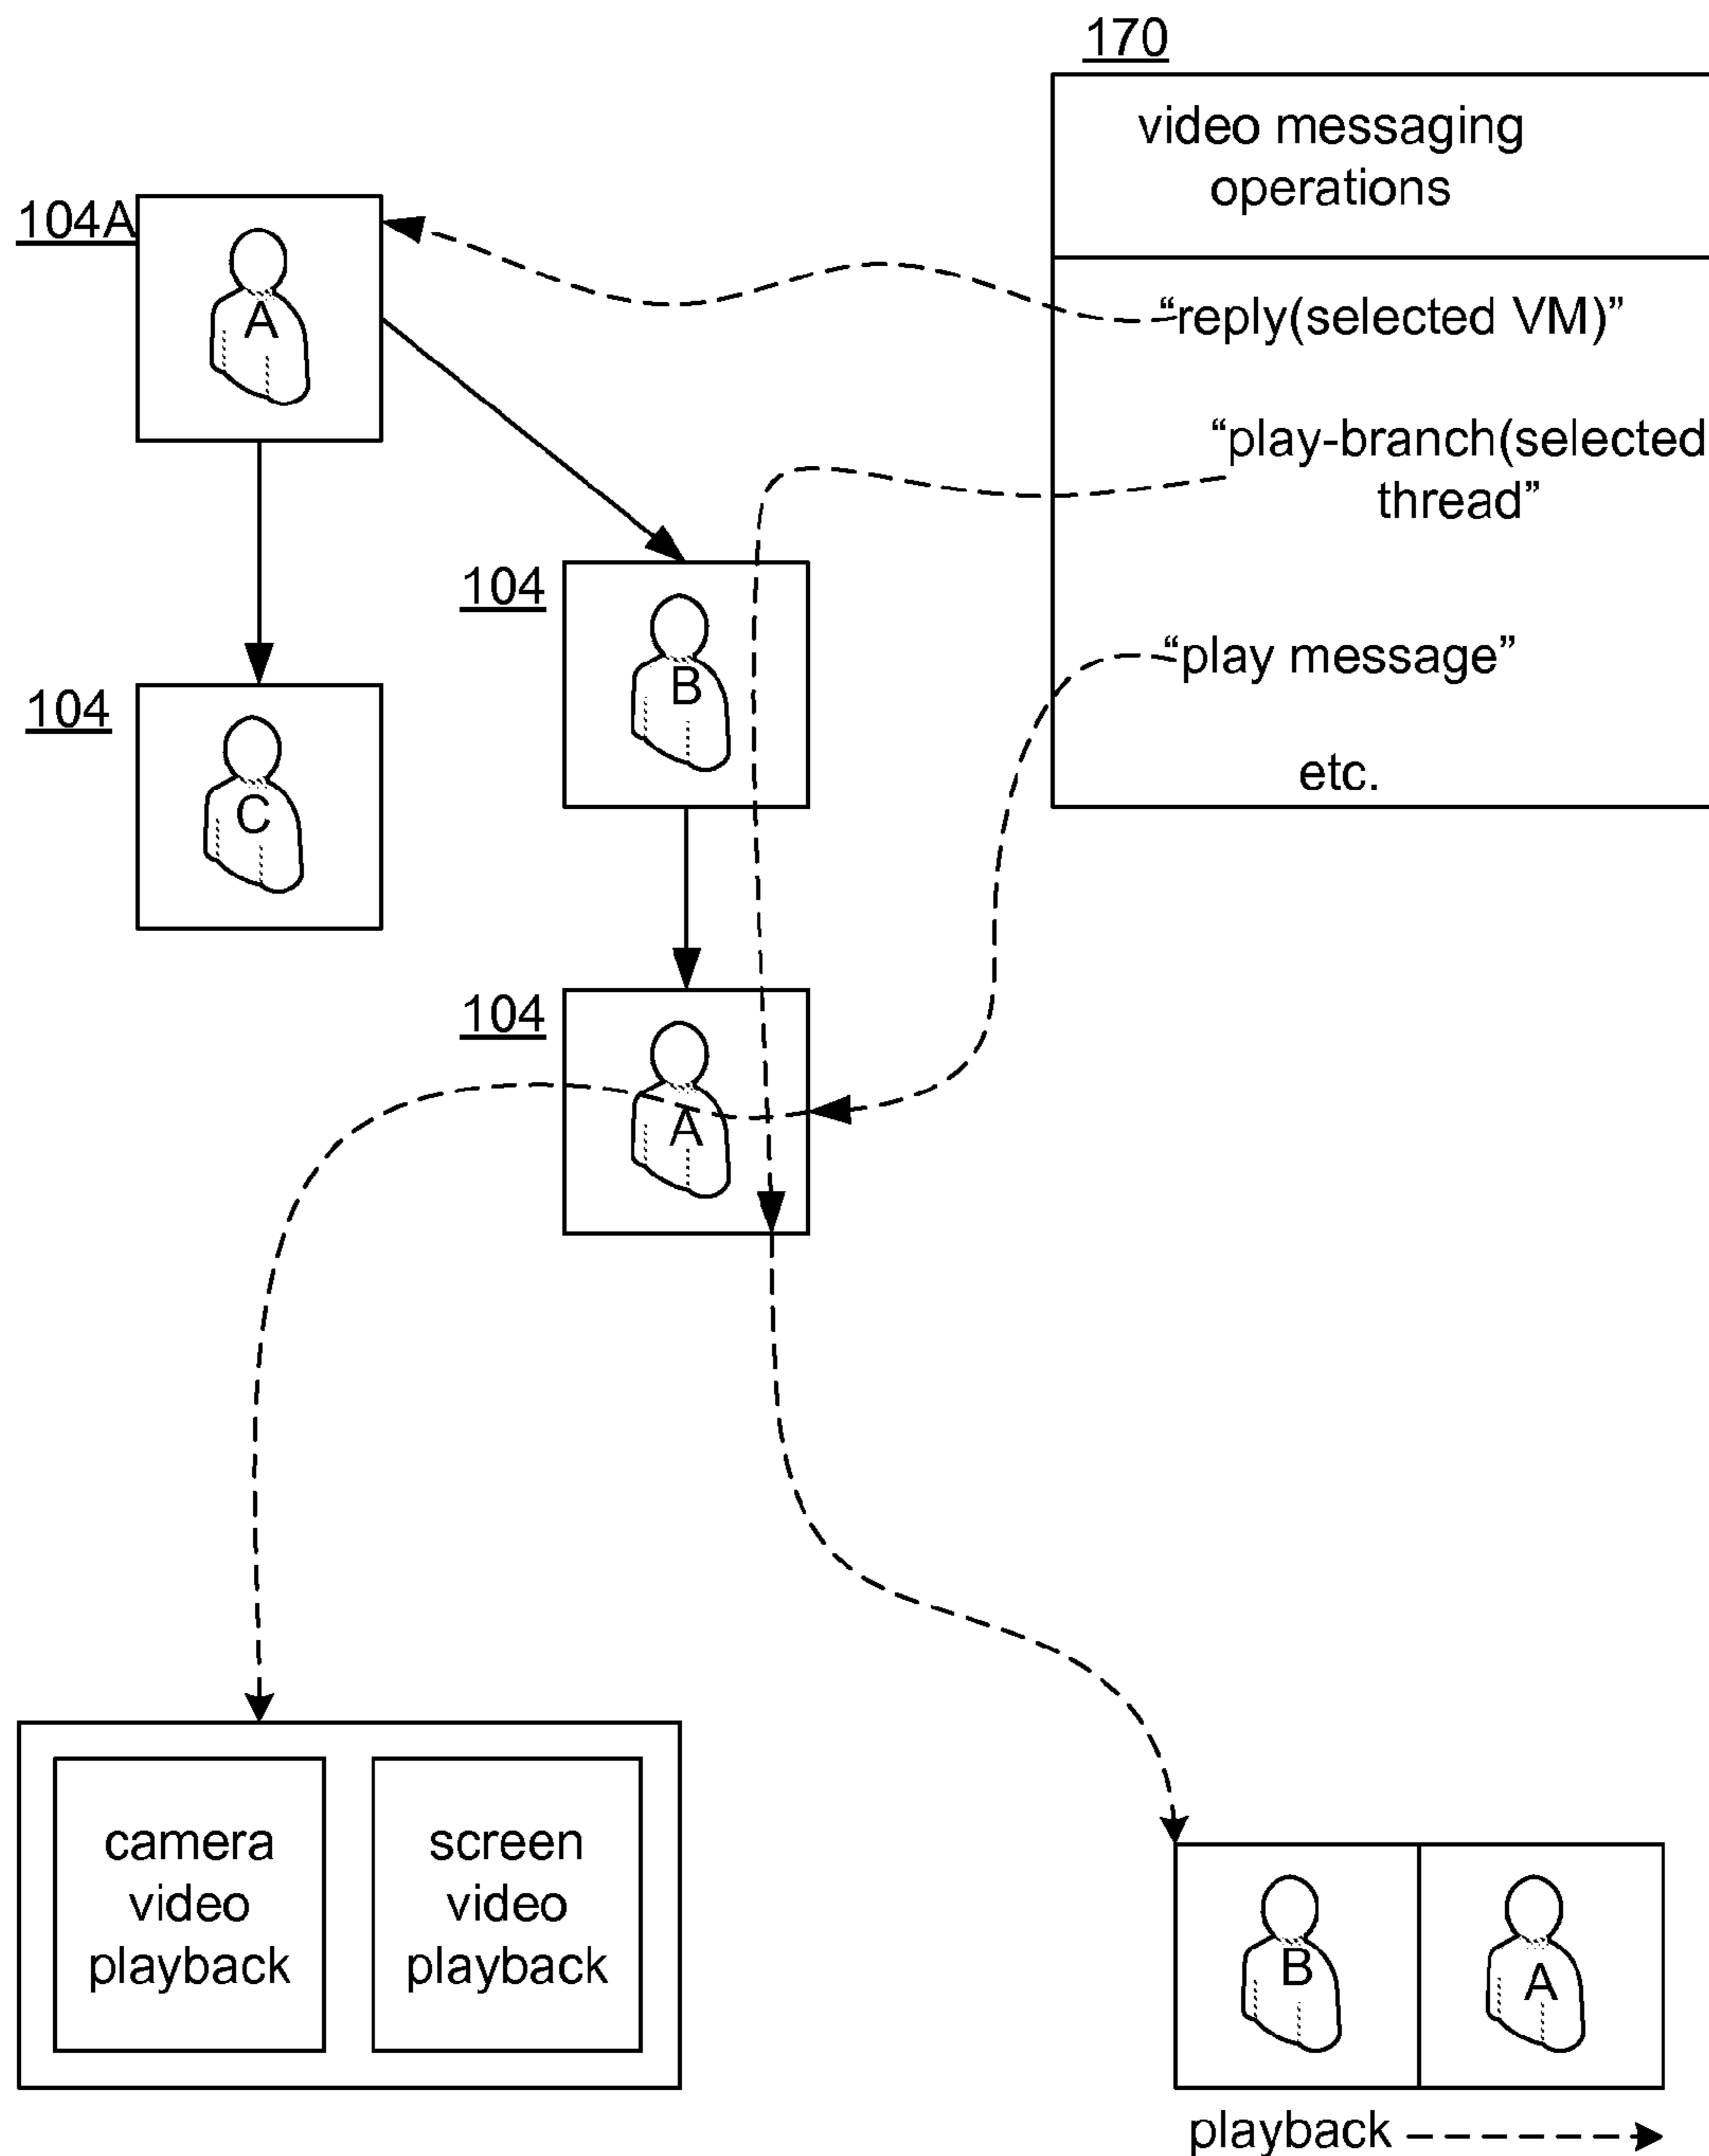 170
video messaging
operations
104A
A
“reply(selected VM)”
“play-branch(selected
thread”
104
B
“play message”
104
C
etc.
104
A
camera
video
playback
screen
video
playback
B
A
playback